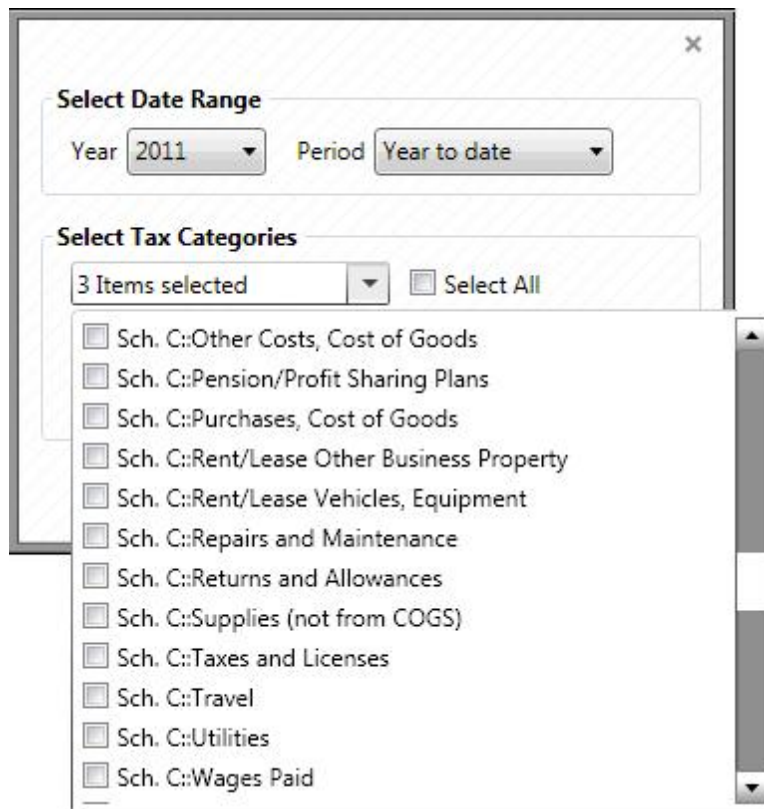 Select Date Range
Year 2011 Period Year to date
Select Tax Categories
3 Items selected Select All
Sch. C::Other Costs, Cost of Goods
Sch. C::Pension/Profit Sharing Plans
Sch. C::Purchases, Cost of Goods
Sch. C::Rent/Lease Other Business Property
Sch. C::Rent/Lease Vehicles, Equipment
Sch. C::Repairs and Maintenance
Sch. C::Returns and Allowances
Sch. C::Supplies (not from COGS)
Sch. C::Taxes and Licenses
Sch. C::Travel
Sch. C::Utilities
Sch. C::Wages Paid